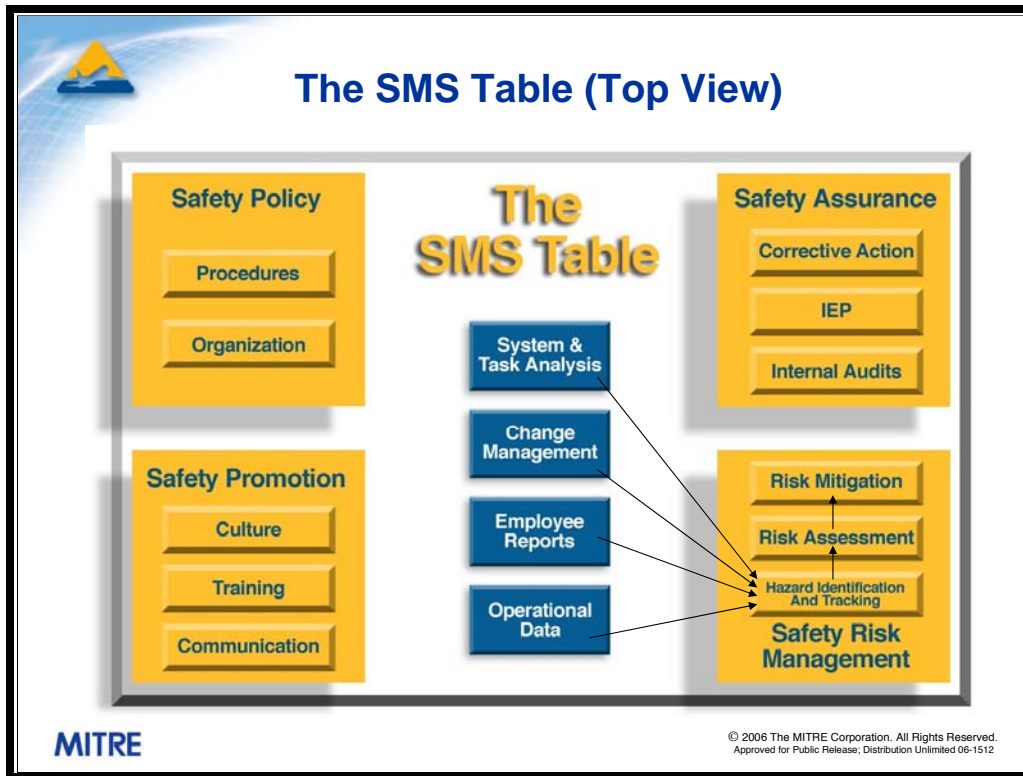 The SMS Table (Top View)
Safety Policy
Procedures
Organization
The
SMS Table
System &
Task Analysis
Change
Management
Employee
Reports
Operational
Data
Safety Assurance
Corrective Action
IEP
Internal Audits
Safety Promotion
Culture
Training
Communication
Risk Mitigation
Risk Assessment
Hazard Identification
And Tracking
Safety Risk
Management
MITRE
© 2006 The MITRE Corporation. All Rights Reserved.
Approved for Public Release; Distribution Unlimited 06-1512